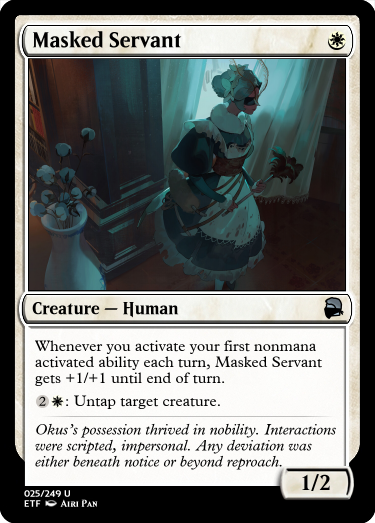 Masked Servant
Creature — Human
Whenever you activate your first nonmana
activated ability each turn, Masked Servant
gets +1/+1 until end of turn.
2: Untap target creature.
Okus's possession thrived in nobility. Interactions
were scripted, impersonal. Any deviation was
either beneath notice or beyond reproach.
1/2
025/249 U
ETF Airi Pan